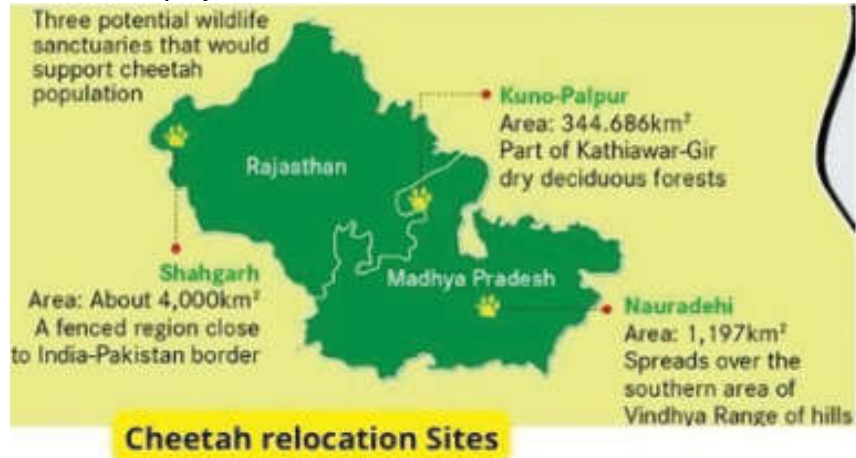 Three potential wildlife
sanctuaries that would
support cheetah
population
Kuno-Palpur
Area: 344.686km²
Part of Kathiawar-Gir
dry deciduous forests
Rajasthan
Shahgarh
Area: About 4,000km²
A fenced region close
to India-Pakistan border
Madhya Pradesh
Nauradehi
Area: 1,197km²
Spreads over the
southern area of
Vindhya Range of hills
Cheetah relocation Sites